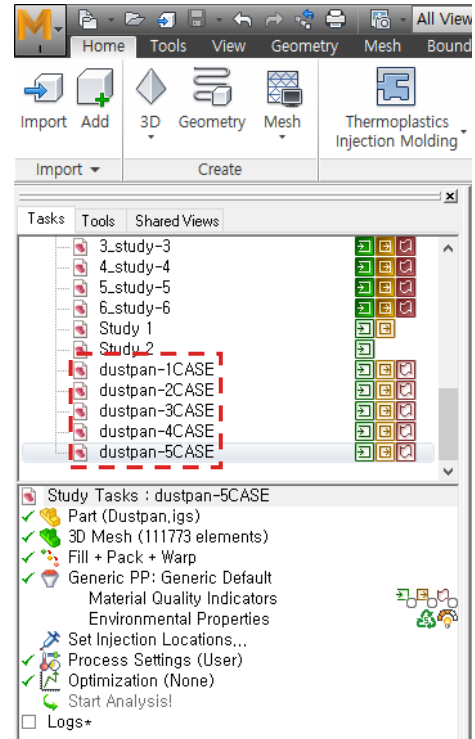 All View
Home Tools View Geometry Mesh Bound
Import Add 3D Geometry Mesh Thermoplastics
Injection Molding
Import Create
Tasks Tools Shared Views
3_study-3
4_study-4
5_study-5
6_study-6
Study 1
Study 2
dustpan-1CASE
dustpan-2CASE
dustpan-3CASE
dustpan-4CASE
dustpan-5CASE
Study Tasks : dustpan-5CASE
Part (Dustpan,igs)
3D Mesh (111773 elements)
Fill + Pack + Warp
Generic PP: Generic Default
Material Quality Indicators
Environmental Properties
Set Injection Locations,,,
Process Settings (User)
Optimization (None)
Start Analysis!
Logs*